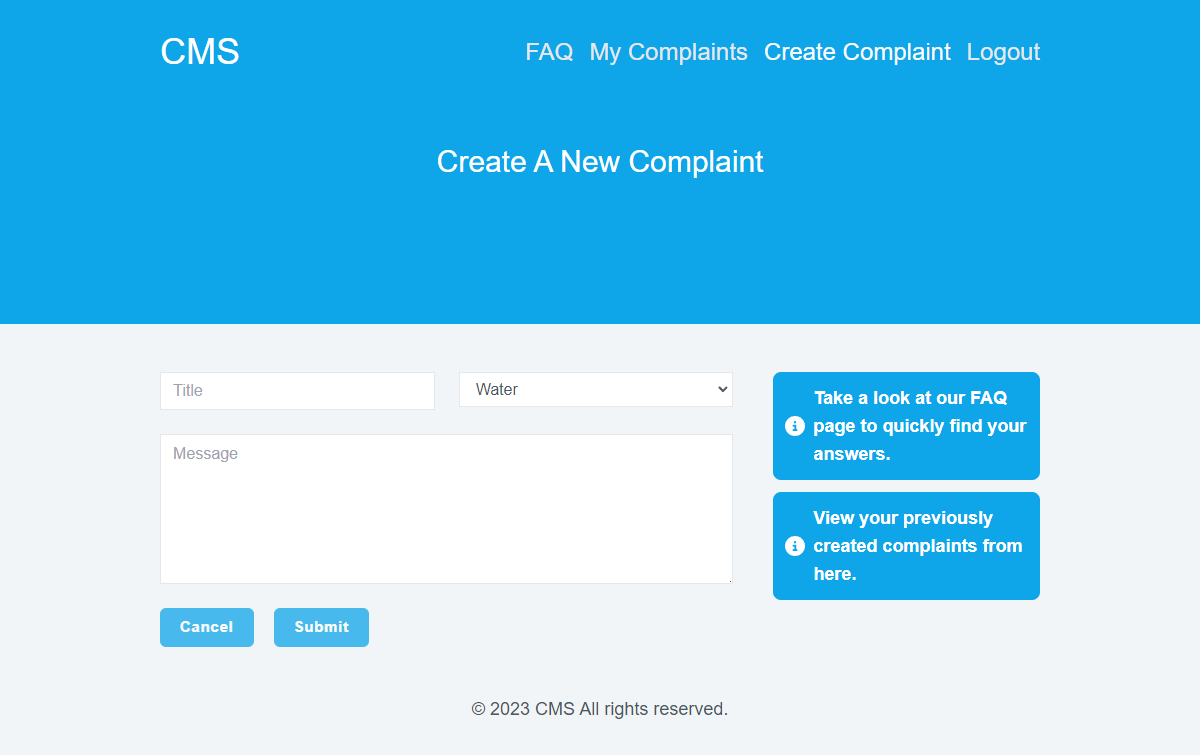 CMS
FAQ My Complaints Create Complaint Logout
Create A New Complaint
Title
Water
Message
Cancel
Submit
Take a look at our FAQ
page to quickly find your
answers.
View your previously
created complaints from
here.
© 2023 CMS All rights reserved.